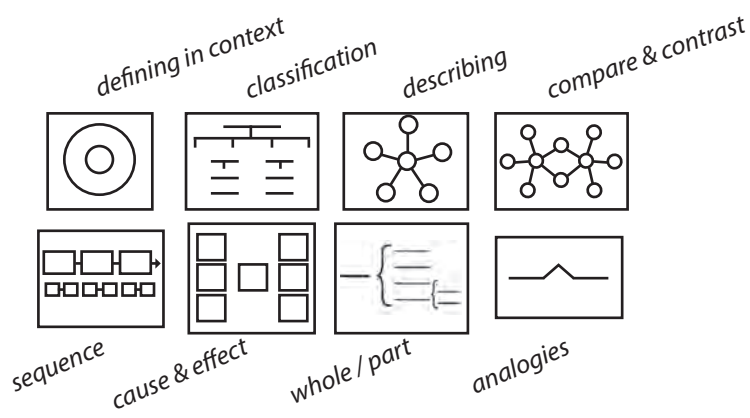 defining in context
classification
describing
compare & contrast
sequence
cause & effect
whole / part
analogies